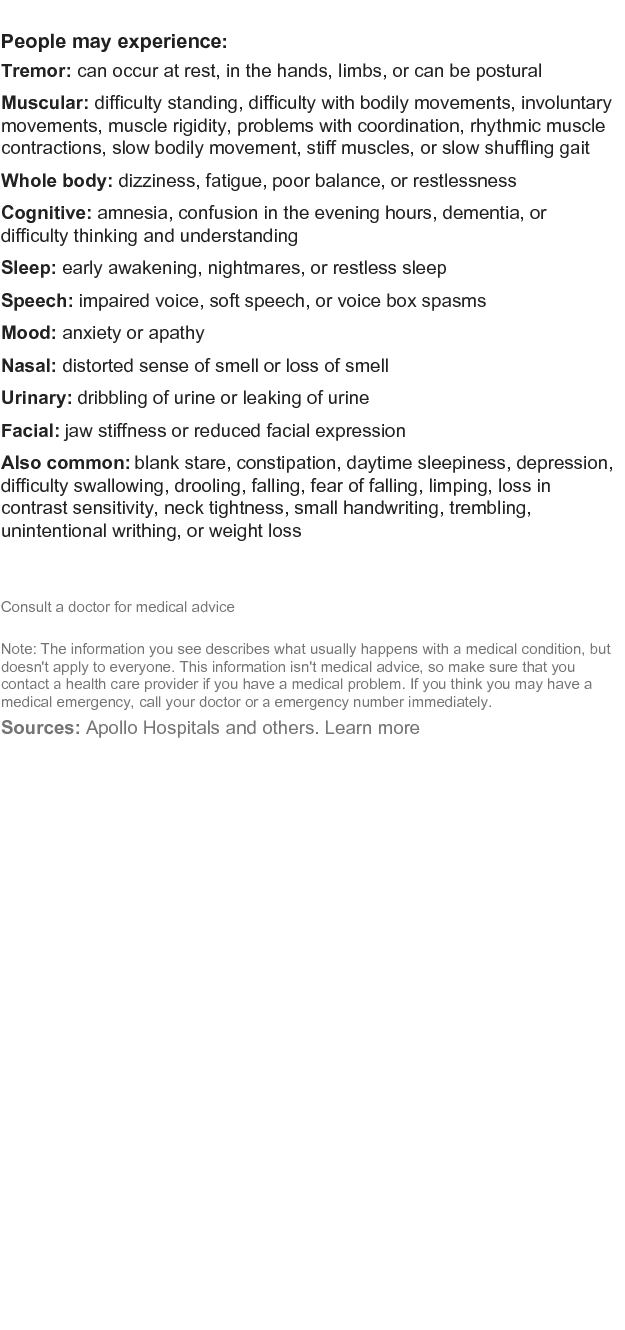 People may experience:
Tremor: can occur at rest, in the hands, limbs, or can be postural
Muscular: difficulty standing, difficulty with bodily movements, involuntary
movements, muscle rigidity, problems with coordination, rhythmic muscle
contractions, slow bodily movement, stiff muscles, or slow shuffling gait
Whole body: dizziness, fatigue, poor balance, or restlessness
Cognitive: amnesia, confusion in the evening hours, dementia, or
difficulty thinking and understanding
Sleep: early awakening, nightmares, or restless sleep
Speech: impaired voice, soft speech, or voice box spasms
Mood: anxiety or apathy
Nasal: distorted sense of smell or loss of smell
Urinary: dribbling of urine or leaking of urine
Facial: jaw stiffness or reduced facial expression
Also common: blank stare, constipation, daytime sleepiness, depression,
difficulty swallowing, drooling, falling, fear of falling, limping, loss in
contrast sensitivity, neck tightness, small handwriting, trembling,
unintentional writhing, or weight loss
Consult a doctor for medical advice
Note: The information you see describes what usually happens with a medical condition, but
doesn't apply to everyone. This information isn't medical advice, so make sure that you
contact a health care provider if you have a medical problem. If you think you may have a
medical emergency, call your doctor or a emergency number immediately.
Sources: Apollo Hospitals and others. Learn more